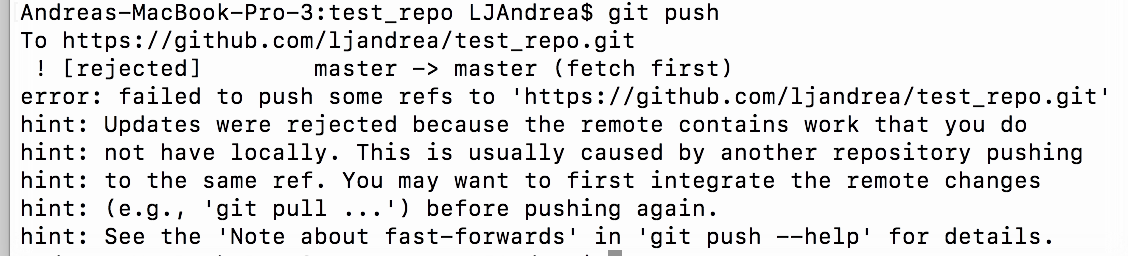 Andreas-MacBook-Pro-3:test_repo LJAndrea$ git push
To https://github.com/ljandrea/test_repo.git
 ! [rejected]        master -> master (fetch first)
error: failed to push some refs to 'https://github.com/ljandrea/test_repo.git'
hint: Updates were rejected because the remote contains work that you do
hint: not have locally. This is usually caused by another repository pushing
hint: to the same ref. You may want to first integrate the remote changes
hint: (e.g., 'git pull ...') before pushing again.
hint: See the 'Note about fast-forwards' in 'git push --help' for details.